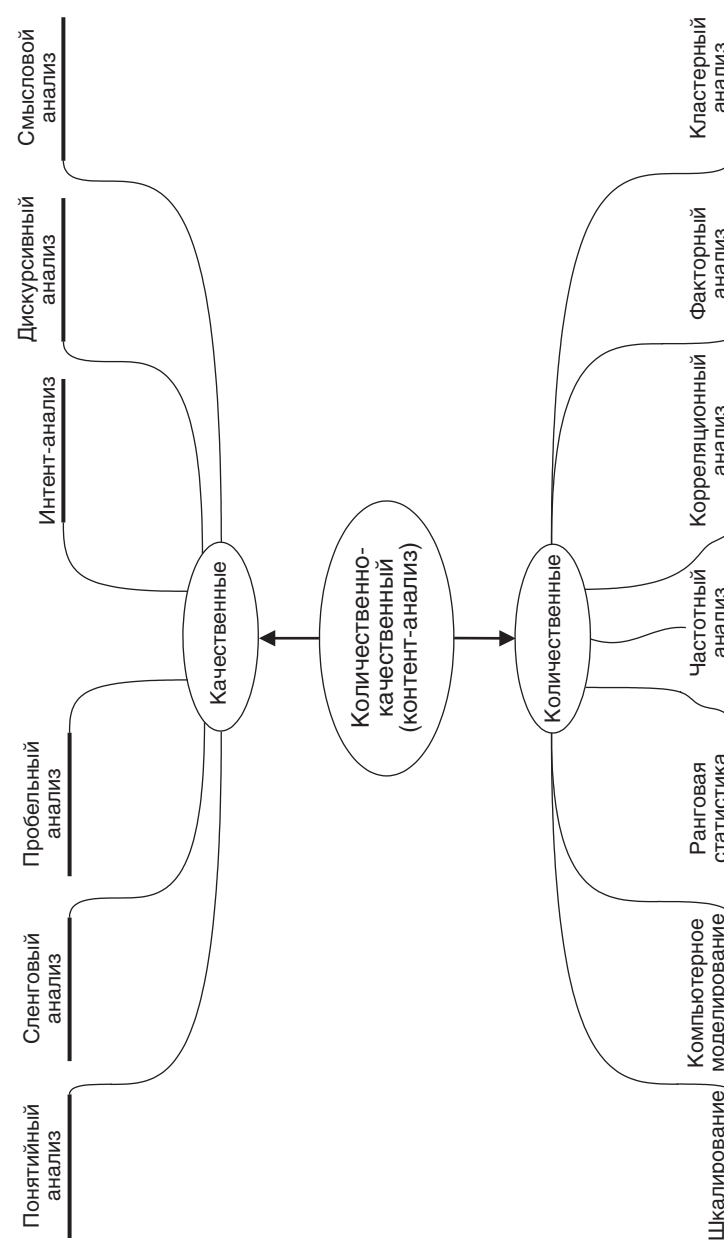 Понятийный
анализ
Сленговый
анализ
Пробельный
анализ
Интент-анализ
Дискурсивный
анализ
Смысловой
анализ
Качественные
Количественно-
качественный
(контент-анализ)
Количественные
Шкалирование
Компьютерное
моделирование
Ранговая
статистика
Частотный
анализ
Корреляционный
анализ
Факторный
анализ
Кластерный
анализ